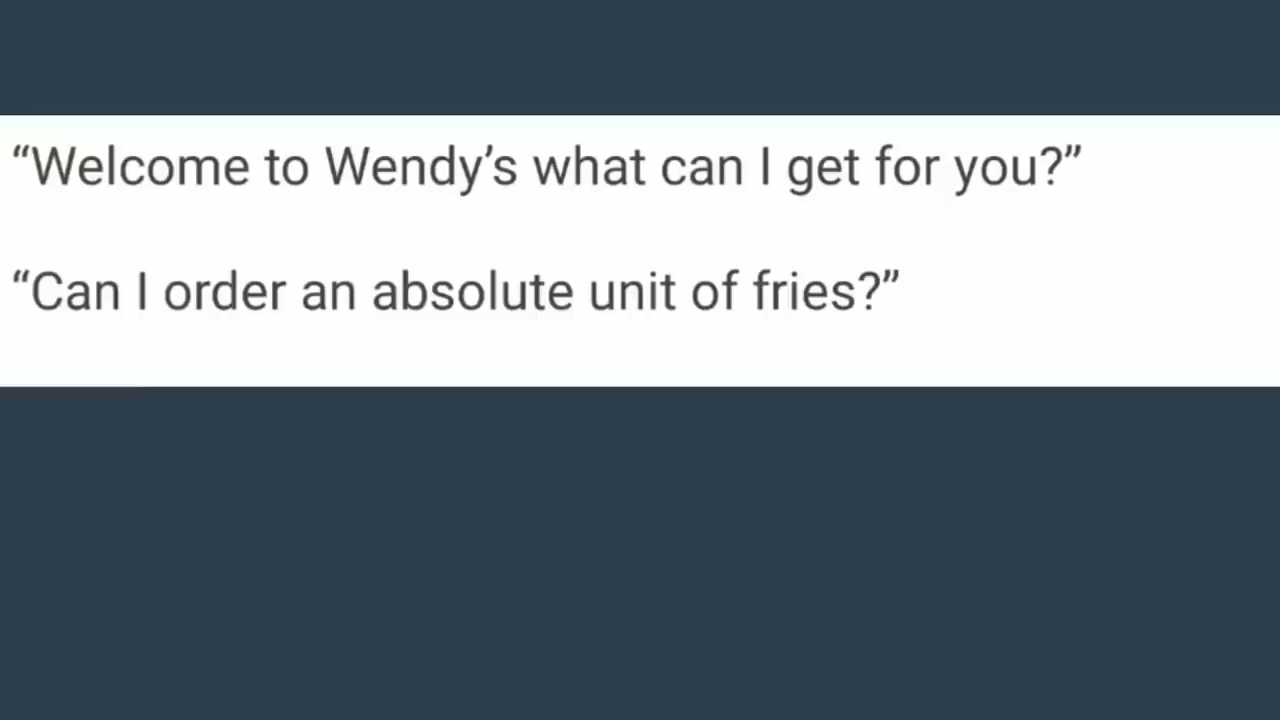 “Welcome to Wendy’s what can I get for you?”
“Can I order an absolute unit of fries?”